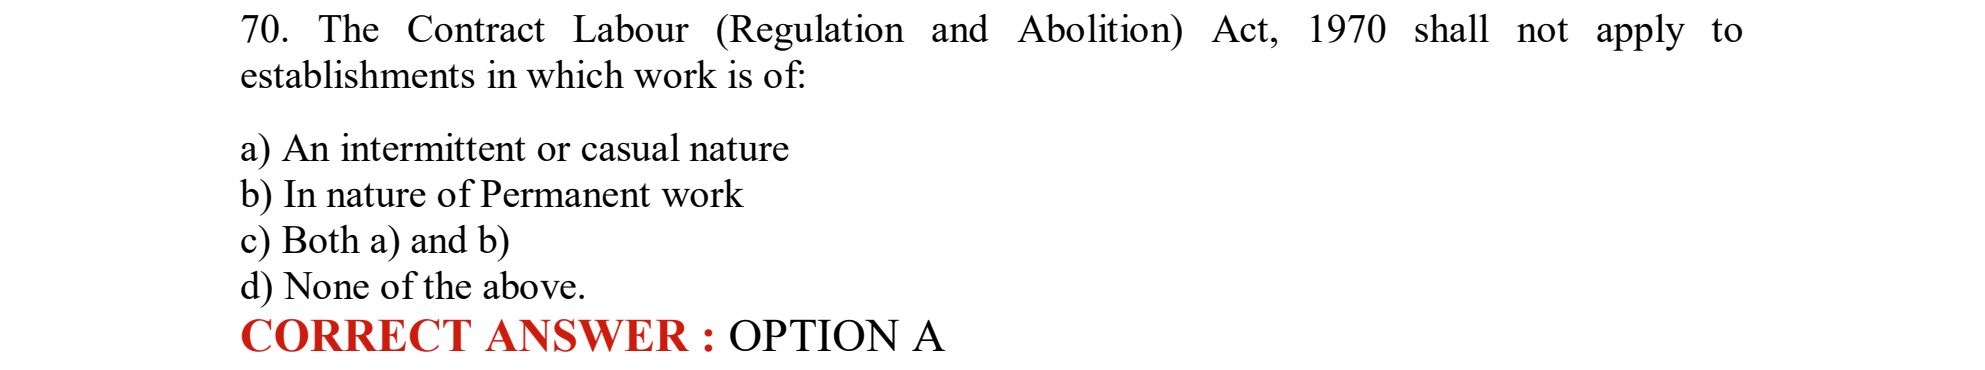 70. The Contract Labour (Regulation and Abolition) Act, 1970 shall not apply to
establishments in which work is of:
a) An intermittent or casual nature
b) In nature of Permanent work
c) Both a) and b)
d) None of the above.
CORRECT ANSWER : OPTION A